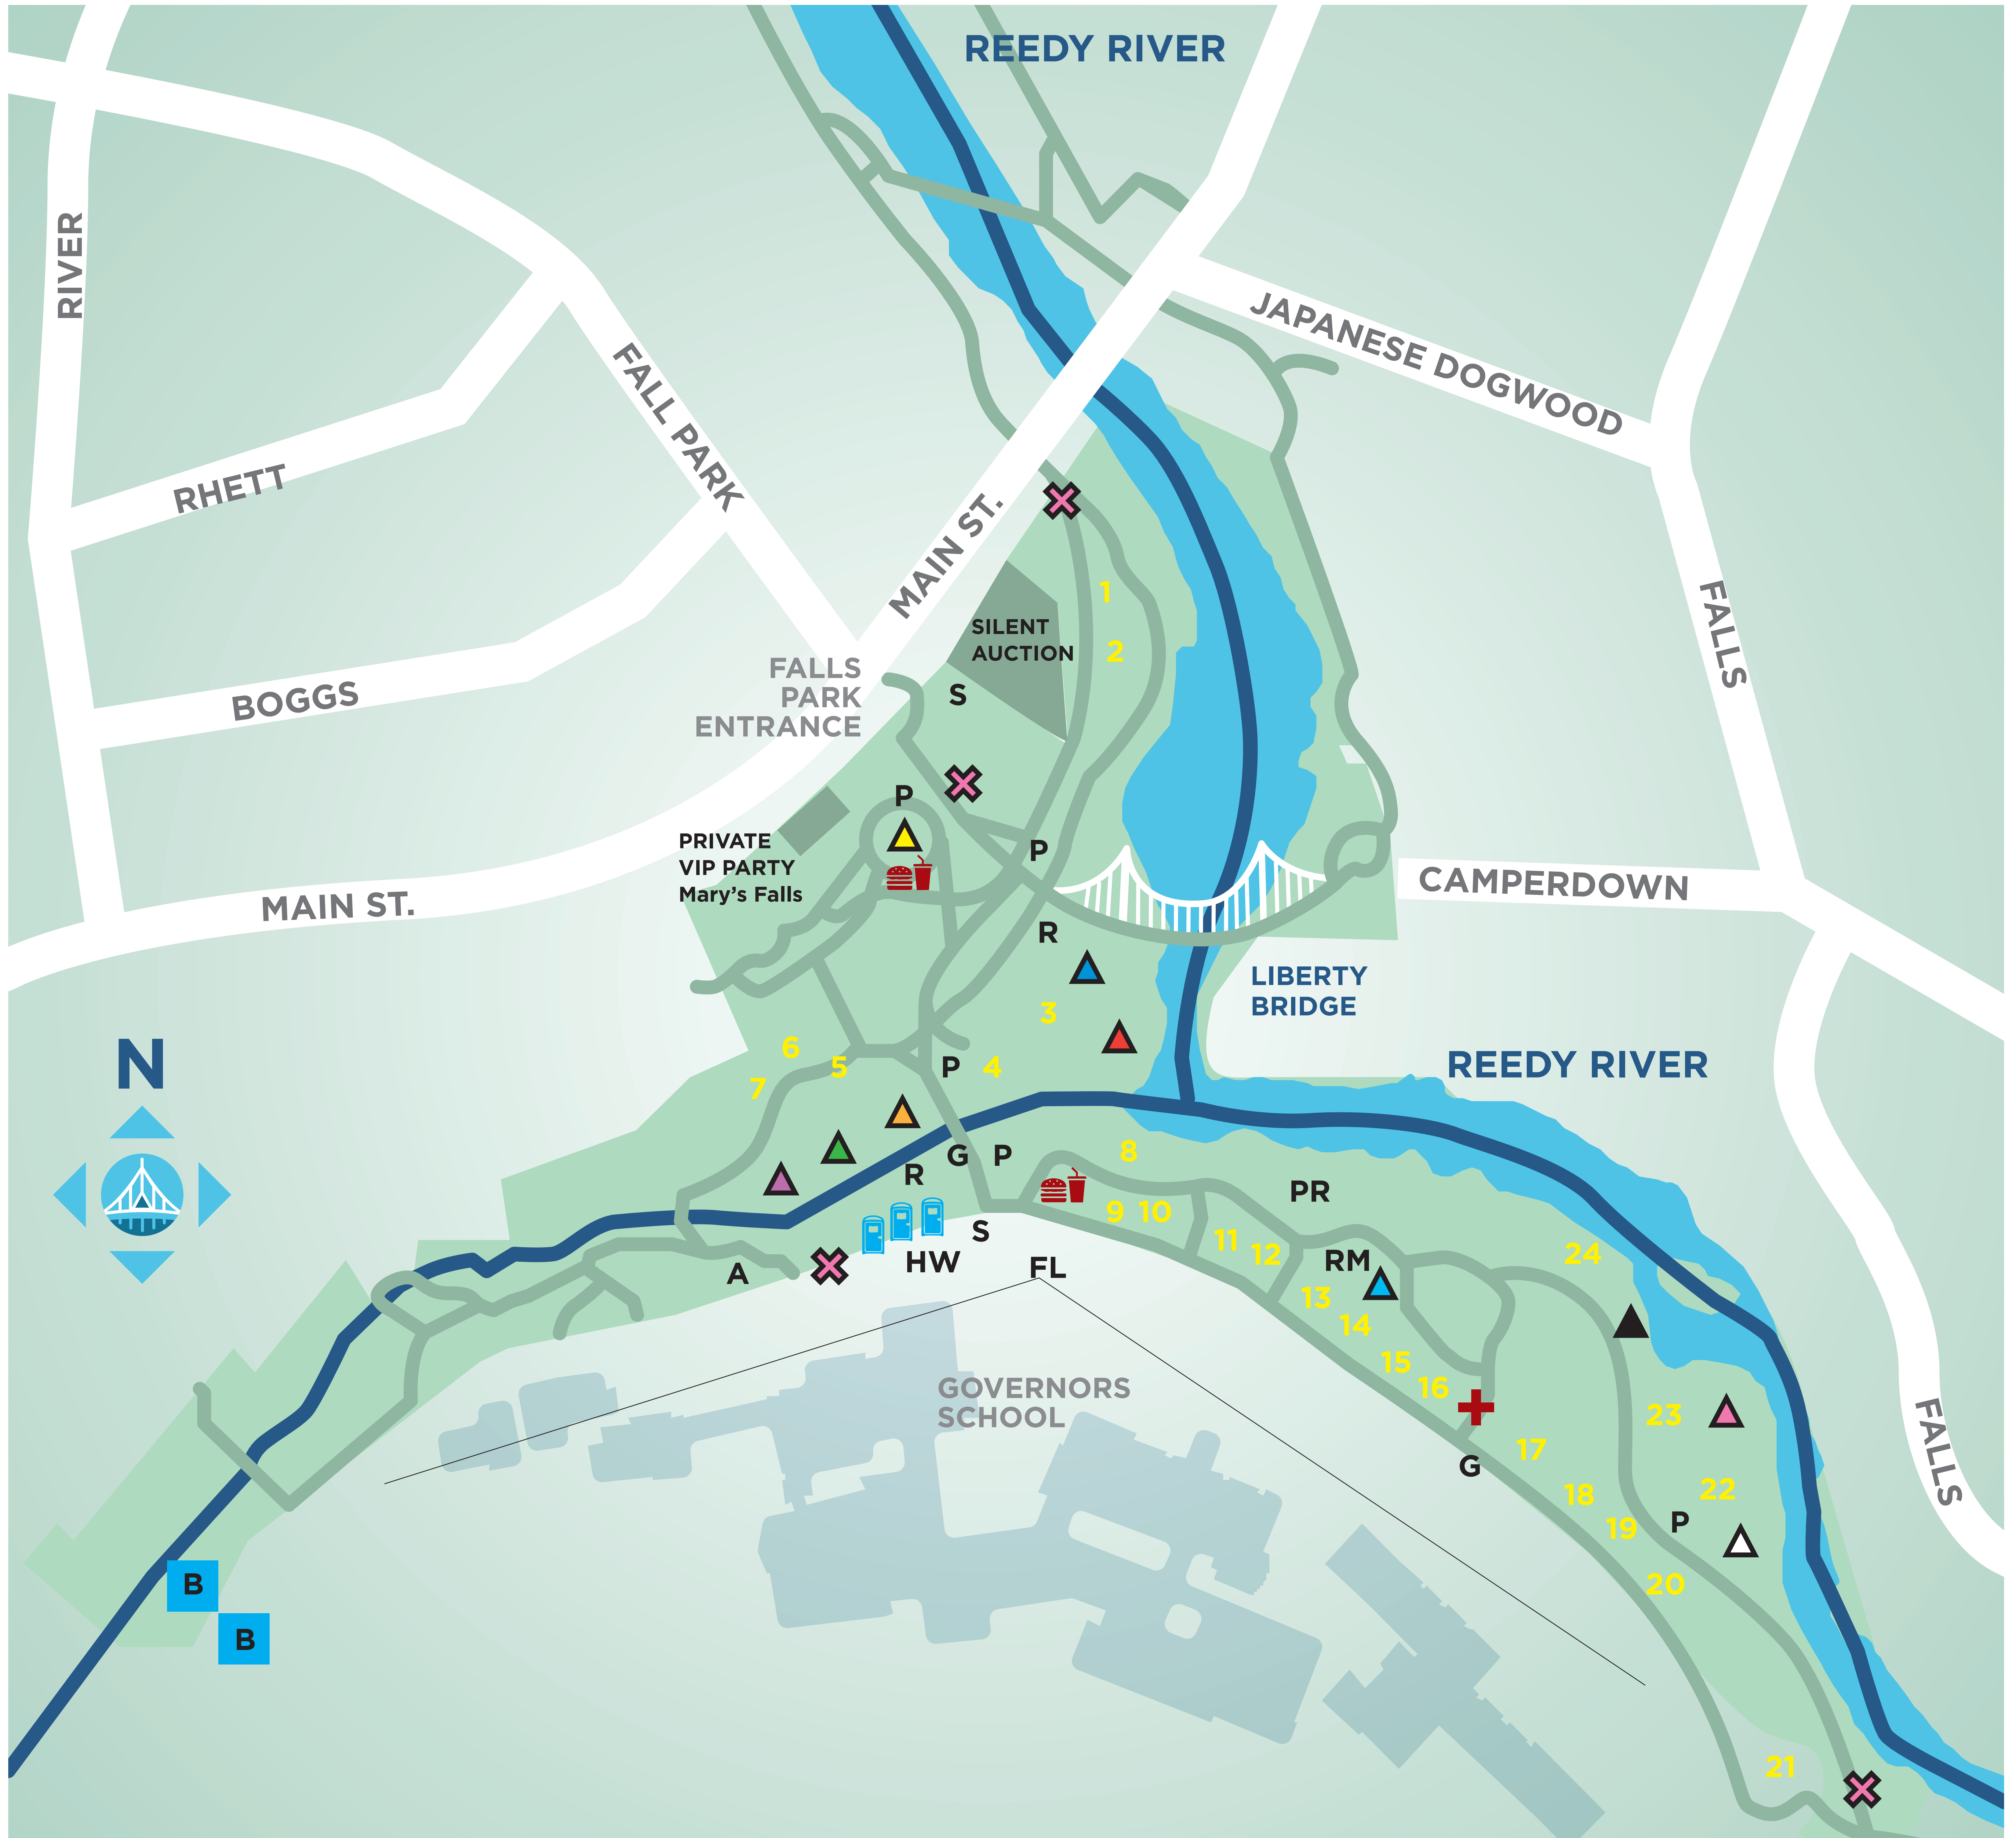 REEDY RIVER
RIVER
FALL PARK
JAPANESE DOGWOOD
RHETT
MAIN ST.
FALLS
1
SILENT
AUCTION
2
FALLS
PARK
ENTRANCE
S
BOGGS
P
PRIVATE
VIP PARTY
Mary's Falls
P
CAMPERDOWN
MAIN ST.
R
LIBERTY
BRIDGE
3
N
6
5
7
P
4
REEDY RIVER
8
G
P
R
PR
9
10
S
11
12
24
HW
FL
RM
A
13
14
15
16
GOVERNORS
SCHOOL
23
FALLS
17
G
22
18
19
P
B
20
B
21